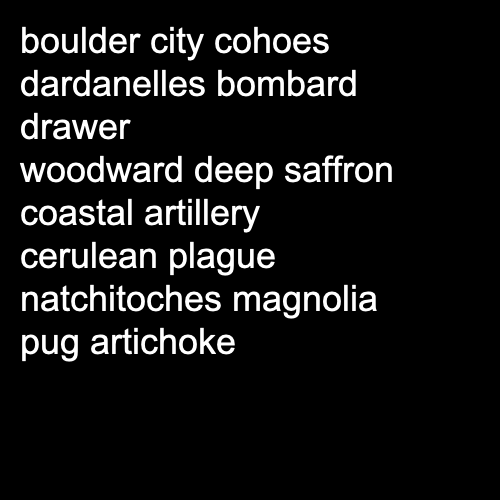 boulder city cohoes
dardanelles bombard
drawer
woodward deep saffron
coastal artillery
cerulean plague
natchitoches magnolia
pug artichoke